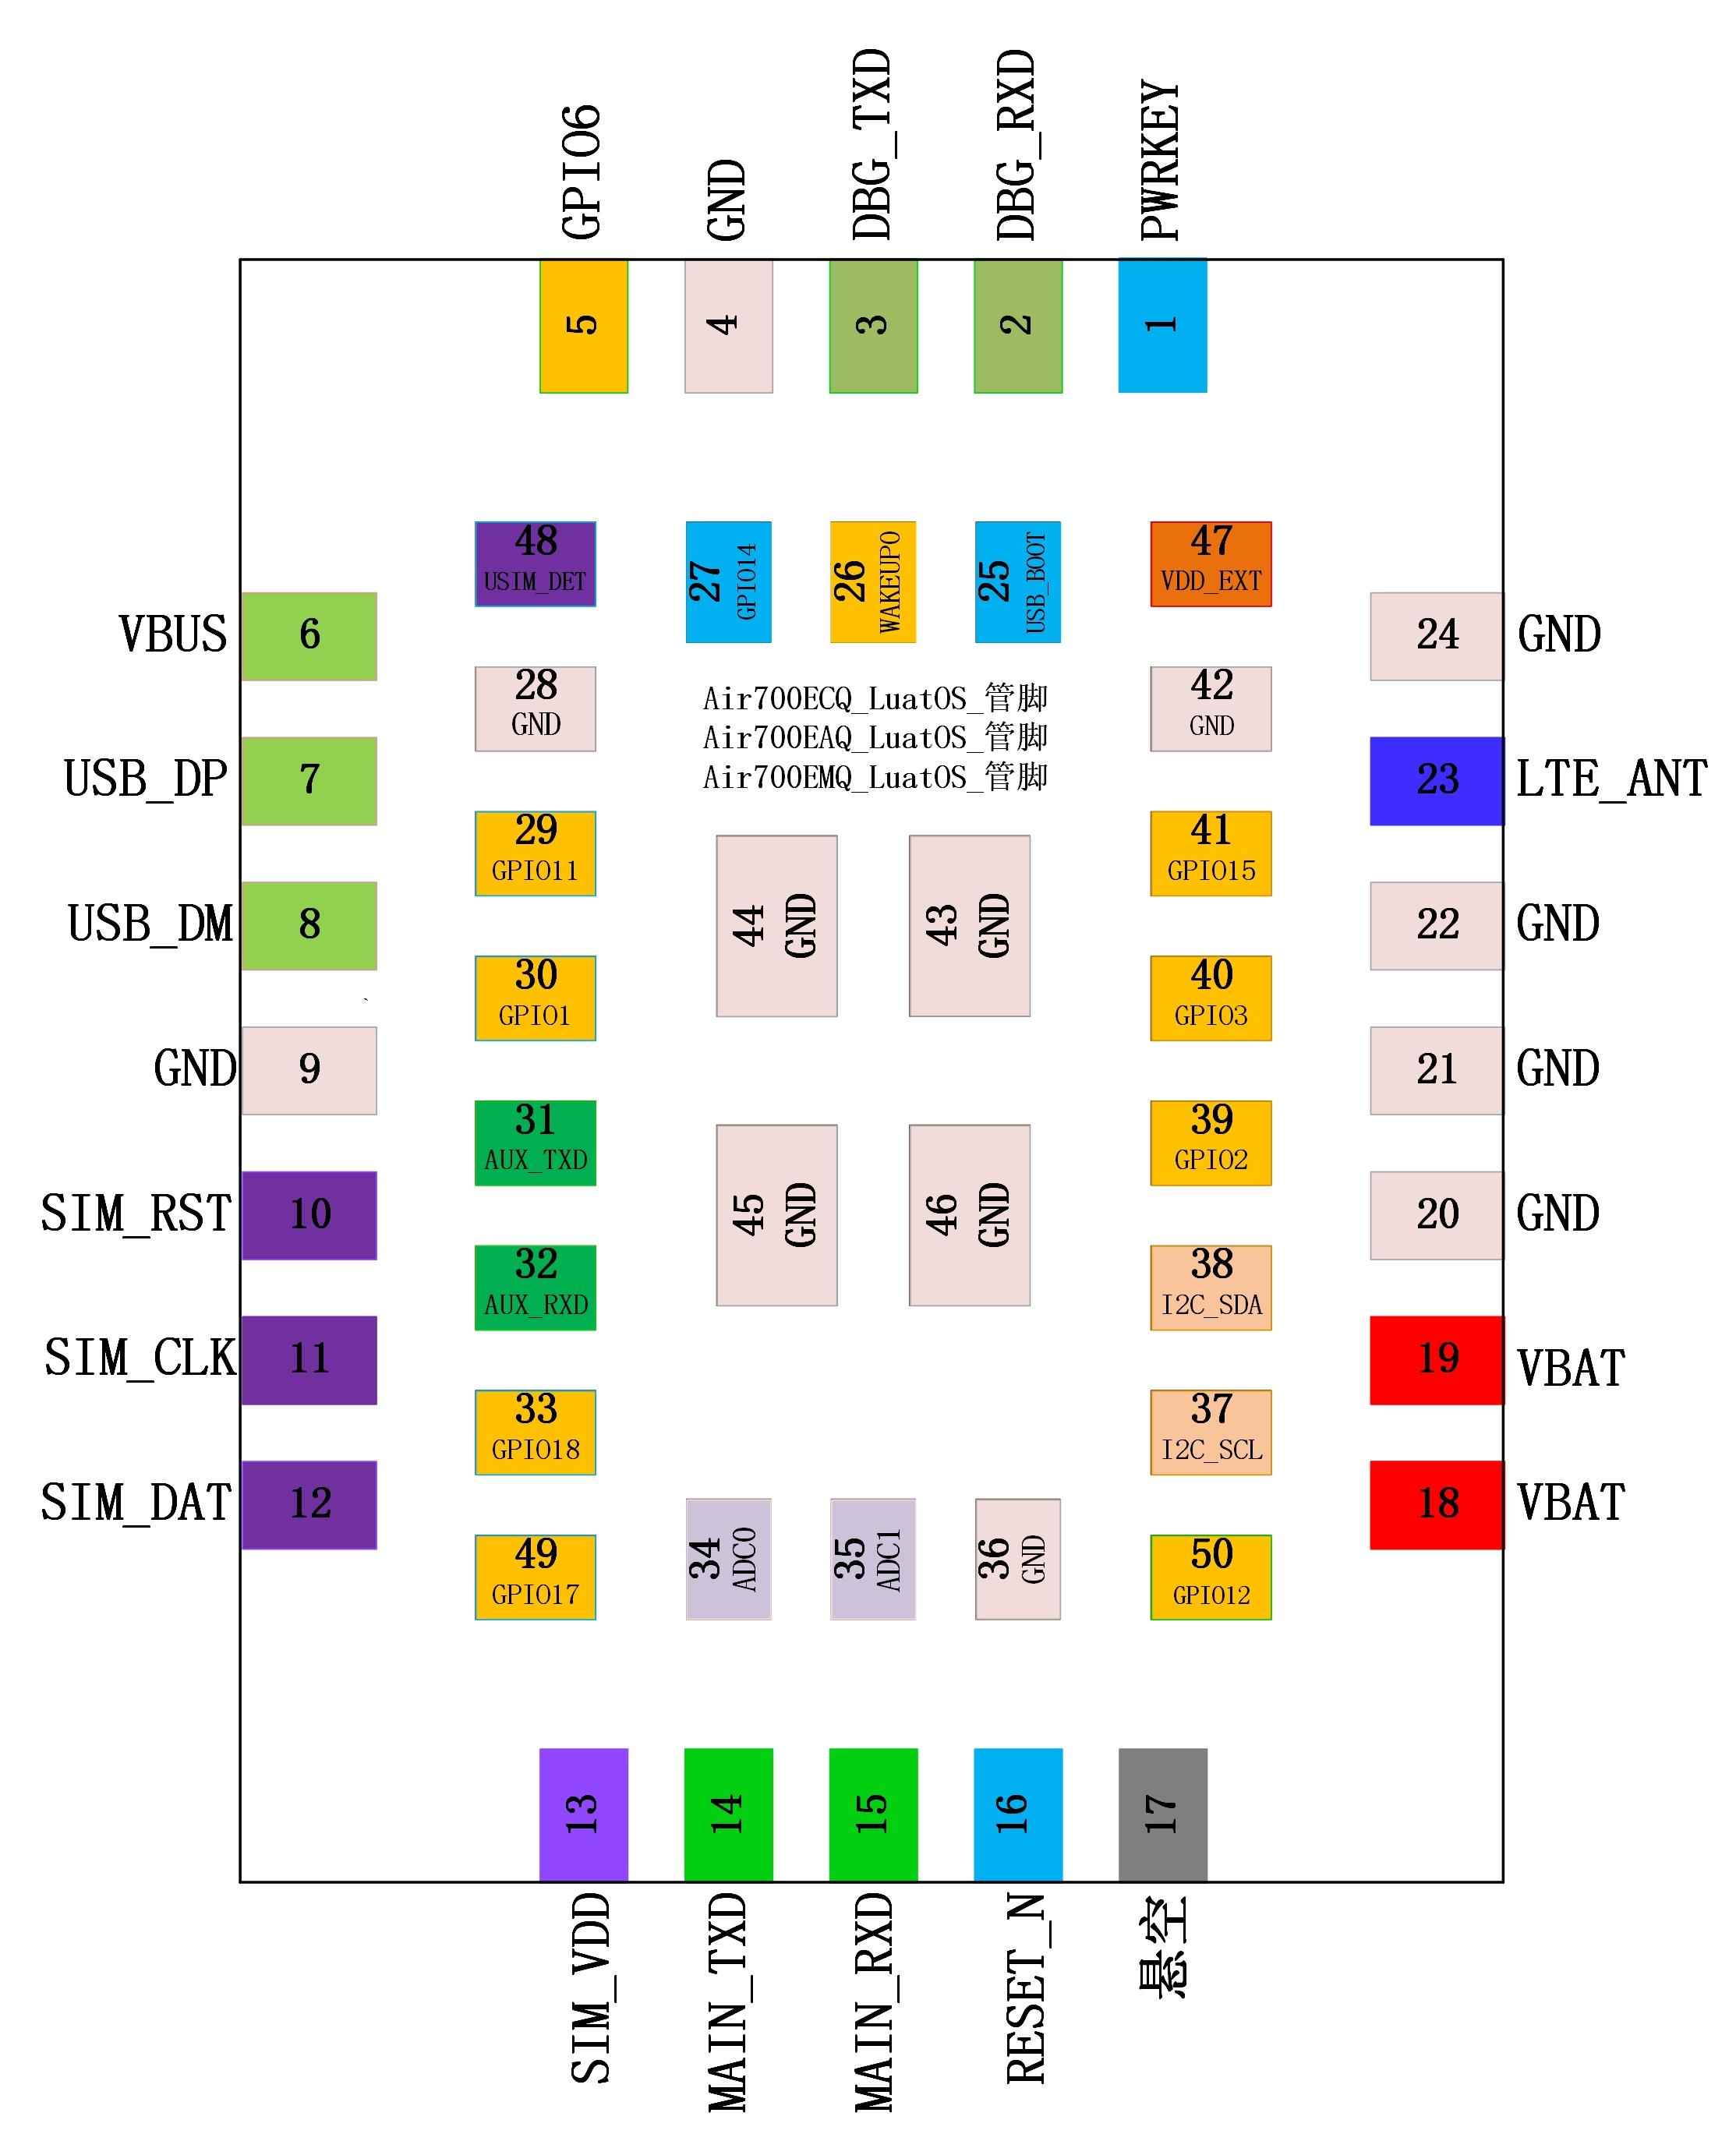 GPIO6
GND
DBG_TXD
DBG_RXD
PWRKEY
5
4
3
2
1
48
USIM_DET
27
GPIO14
26
WAKEUP0
25
USB_BOOT
47
VDD_EXT
VBUS
6
24
GND
28
GND
Air700ECQ_LuatOS_管脚
Air700EAQ_LuatOS_管脚
Air700EMQ_LuatOS_管脚
42
GND
USB_DP
7
23
LTE_ANT
29
GPIO11
44
GND
43
GND
41
GPIO15
USB_DM
8
22
GND
30
GPIO1
40
GPIO3
`
GND
9
21
GND
31
AUX_TXD
45
GND
46
GND
39
GPIO2
SIM_RST
10
20
GND
32
AUX_RXD
38
I2C_SDA
SIM_CLK
11
19
VBAT
33
GPIO18
37
I2C_SCL
SIM_DAT
12
18
VBAT
49
GPIO17
34
ADC0
35
ADC1
36
GND
50
GPIO12
13
14
15
16
17
SIM_VDD
MAIN_TXD
MAIN_RXD
RESET_N
悬空